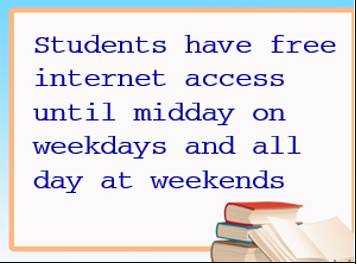 Students have free
internet access
until midday on
weekdays and all
day at weekends